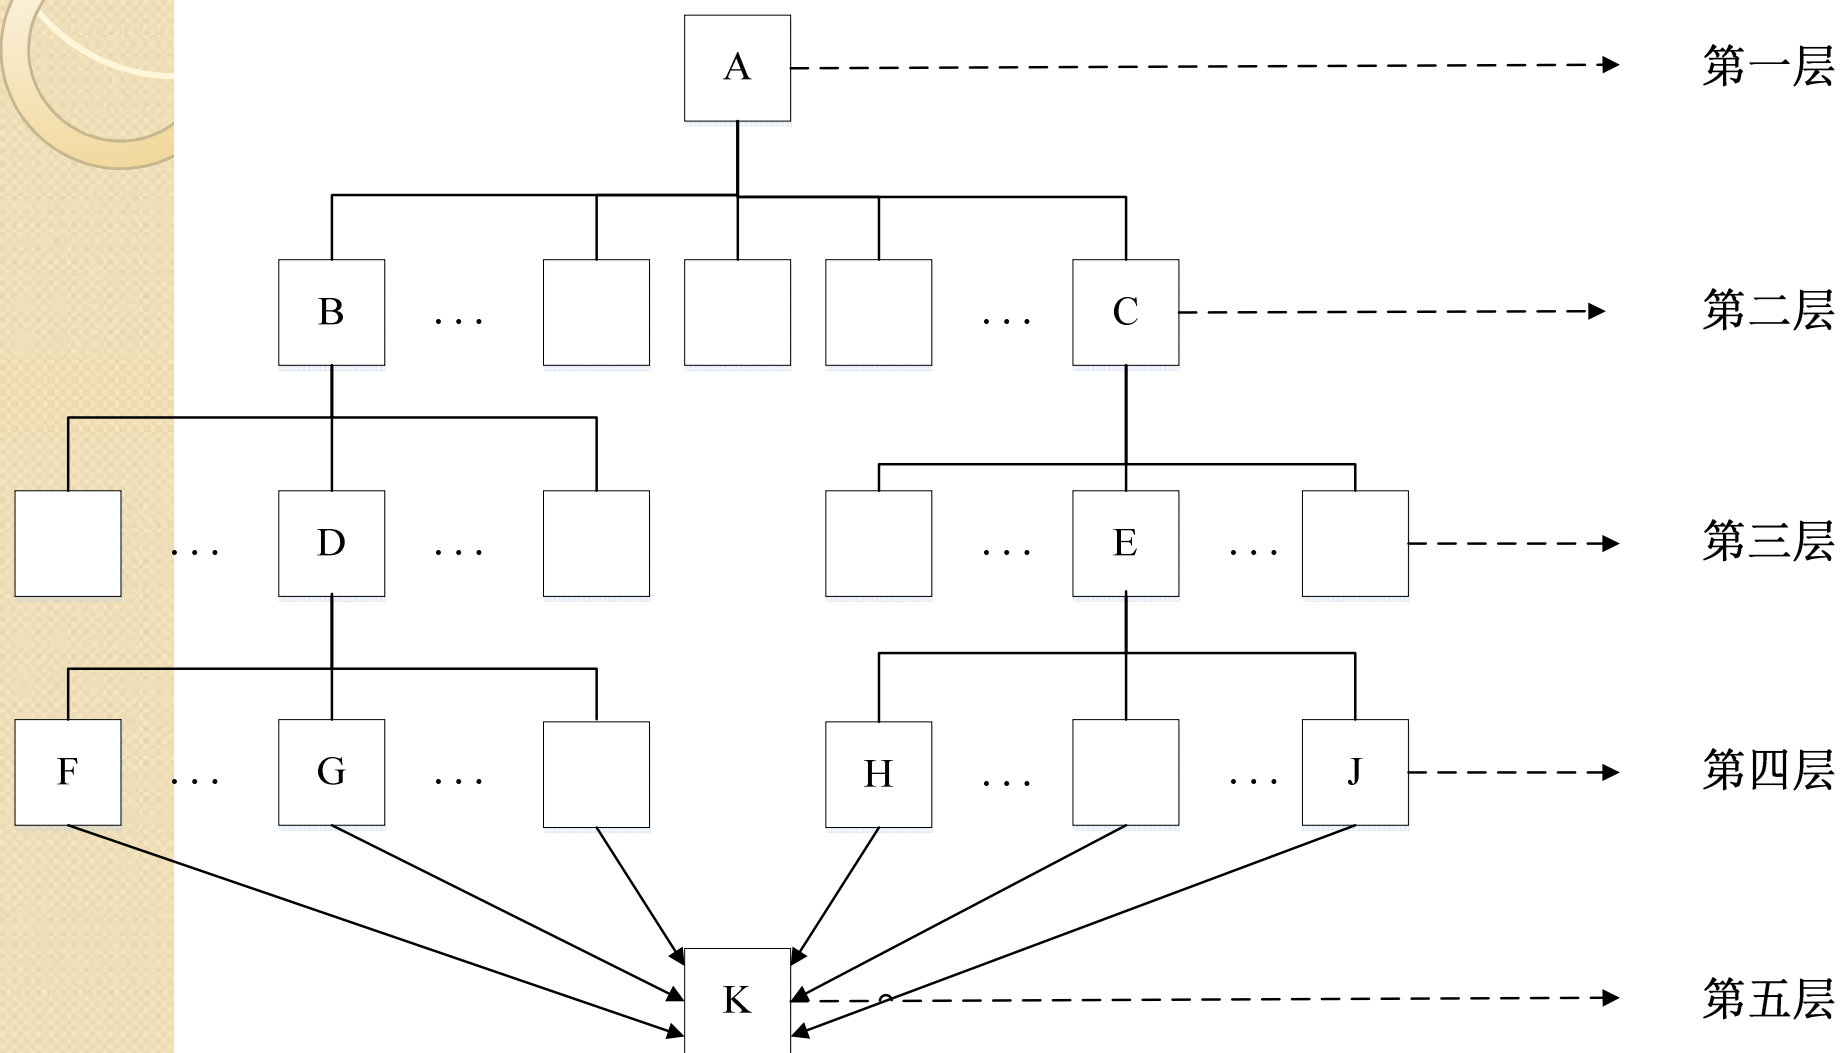 A 第一层
B ... ... C 第二层
... D ... ... E ... 第三层
F ... G ... H ... ... J 第四层
K 第五层